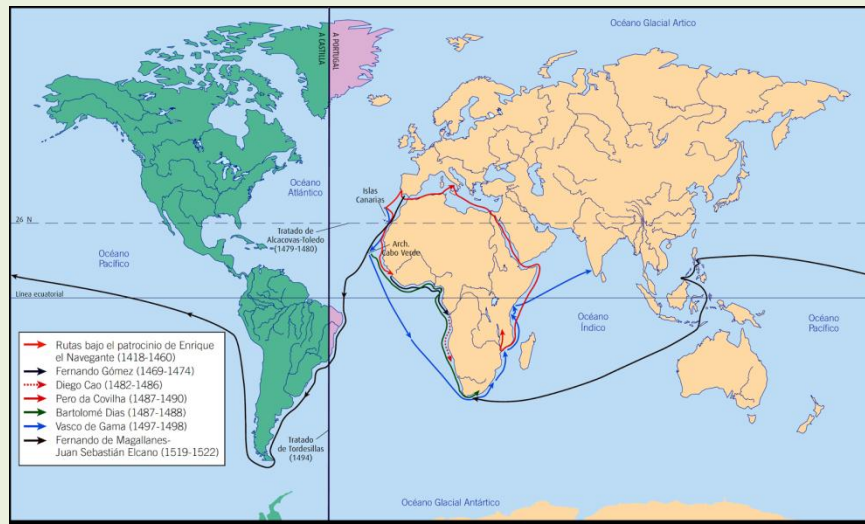 Océano Glacial Artico
A CASTILLA
A PORTUGAL
Océano
Atlántico
Islas
Canarias
26 N
Tratado de
Alcacovas-toledo
(1479-1480)
Arch.
Cabo Verde
Océano
Pacífico
Línea ecuatorial
Océano
Índico
Océano
Pacífico
Rutas bajo el patrocinio de Enrique
el Navegante (1418-1460)
Fernando Gómez (1469-1474)
Diego Cao (1482-1486)
Pero da Covilha (1487-1490)
Bartolomé Dias (1487-1488)
Vasco de Gama (1497-1498)
Fernando de Magallanes-
Juan Sebastián Elcano (1519-1522)
Tratado
de Tordesillas
(1494)
Océano Glacial Antártico